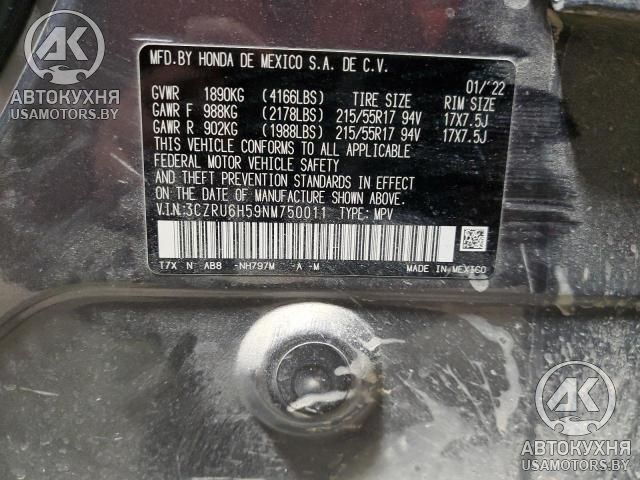 AK
АВТОКУХНЯ
USAMOTORS.BY
MFD.BY HONDA DE MEXICO S.A. DE C.V.
01/'22
GVWR 1890KG (4166LBS) TIRE SIZE RIM SIZE
GAWR F 988KG (2178LBS) 215/55R17 94V 17X7.5J
GAWR R 902KG (1988LBS) 215/55R17 94V 17X7.5J
THIS VEHICLE CONFORMS TO ALL APPLICABLE
FEDERAL MOTOR VEHICLE SAFETY
AND THEFT PREVENTION STANDARDS IN EFFECT
ON THE DATE OF MANUFACTURE SHOWN ABOVE.
V.I.N:3CZRU6H59NM750011 TYPE: MPV
T7X N AB8 -NH797M -A -M MADE IN MEXICO
AK
АВТОКУХНЯ
USAMOTORS.BY